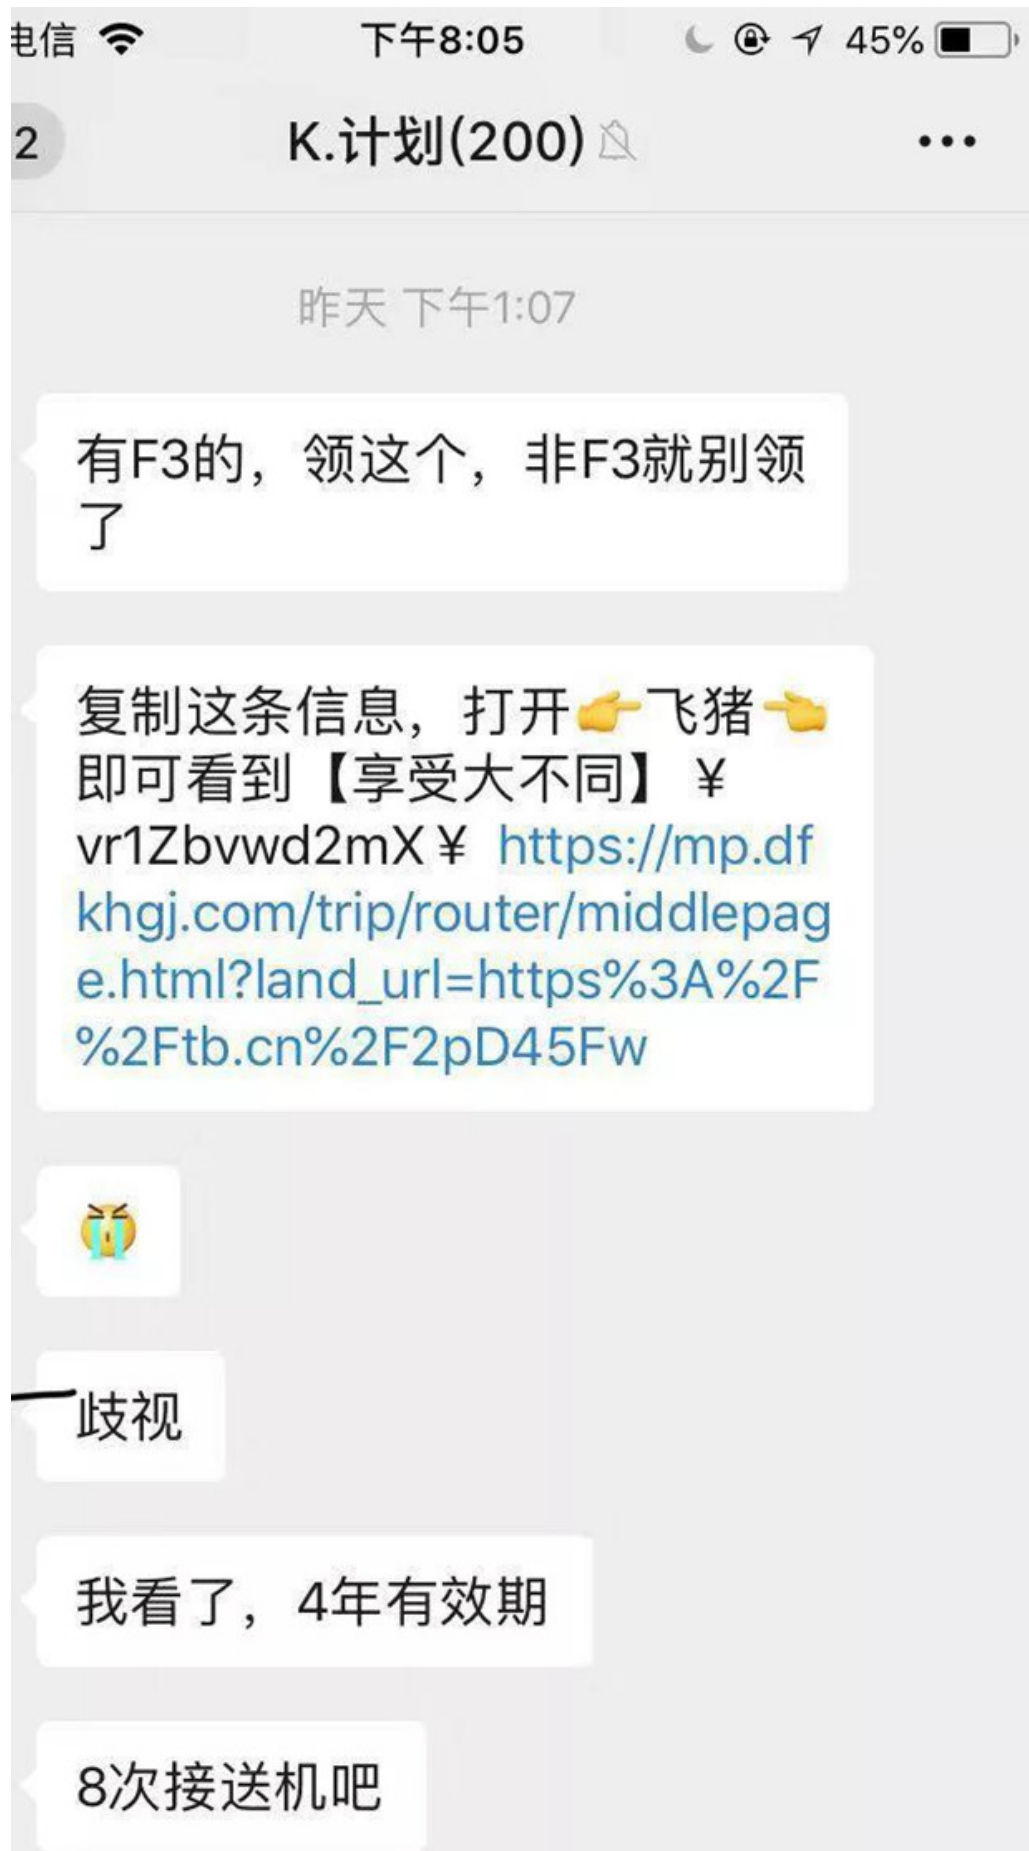 电信
下午8:05
45%
2
K.计划(200)
昨天 下午1:07
有F3的，领这个，非F3就别领
了
复制这条信息，打开👉飞猪👈
即可看到【享受大不同】￥
vr1Zbvwd2mX￥ https://mp.df
khgj.com/trip/router/middlepag
e.html?land_url=https%3A%2F
%2Ftb.cn%2F2pD45Fw
歧视
我看了，4年有效期
8次接送机吧